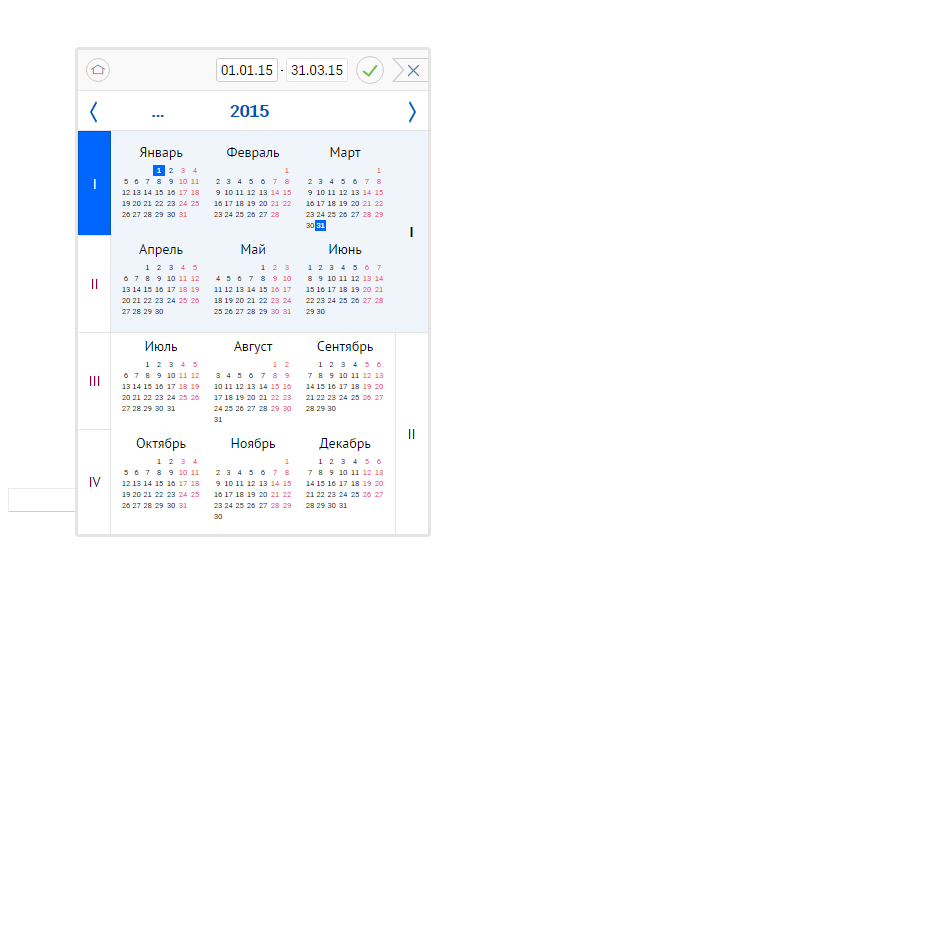 01.01.15 - 31.03.15
... 2015
Январь Февраль Март
1 2 3 4 1 1
5 6 7 8 9 10 11 2 3 4 5 6 7 8 2 3 4 5 6 7 8
I 12 13 14 15 16 17 18 9 10 11 12 13 14 15 9 10 11 12 13 14 15
19 20 21 22 23 24 25 16 17 18 19 20 21 22 16 17 18 19 20 21 22
26 27 28 29 30 31 23 24 25 26 27 28 23 24 25 26 27 28 29
30 31
I
Апрель Май Июнь
1 2 3 4 5 1 2 3 1 2 3 4 5 6 7
6 7 8 9 10 11 12 4 5 6 7 8 9 10 8 9 10 11 12 13 14
II 13 14 15 16 17 18 19 11 12 13 14 15 16 17 15 16 17 18 19 20 21
20 21 22 23 24 25 26 18 19 20 21 22 23 24 22 23 24 25 26 27 28
27 28 29 30 25 26 27 28 29 30 31 29 30
Июль Август Сентябрь
1 2 3 4 5 1 2 1 2 3 4 5 6
6 7 8 9 10 11 12 3 4 5 6 7 8 9 7 8 9 10 11 12 13
III 13 14 15 16 17 18 19 10 11 12 13 14 15 16 14 15 16 17 18 19 20
20 21 22 23 24 25 26 17 18 19 20 21 22 23 21 22 23 24 25 26 27
27 28 29 30 31 24 25 26 27 28 29 30 28 29 30
31
II
Октябрь Ноябрь Декабрь
1 2 3 4 1 1 2 3 4 5 6
5 6 7 8 9 10 11 2 3 4 5 6 7 8 7 8 9 10 11 12 13
IV 12 13 14 15 16 17 18 9 10 11 12 13 14 15 14 15 16 17 18 19 20
19 20 21 22 23 24 25 16 17 18 19 20 21 22 21 22 23 24 25 26 27
26 27 28 29 30 31 23 24 25 26 27 28 29 28 29 30 31
30